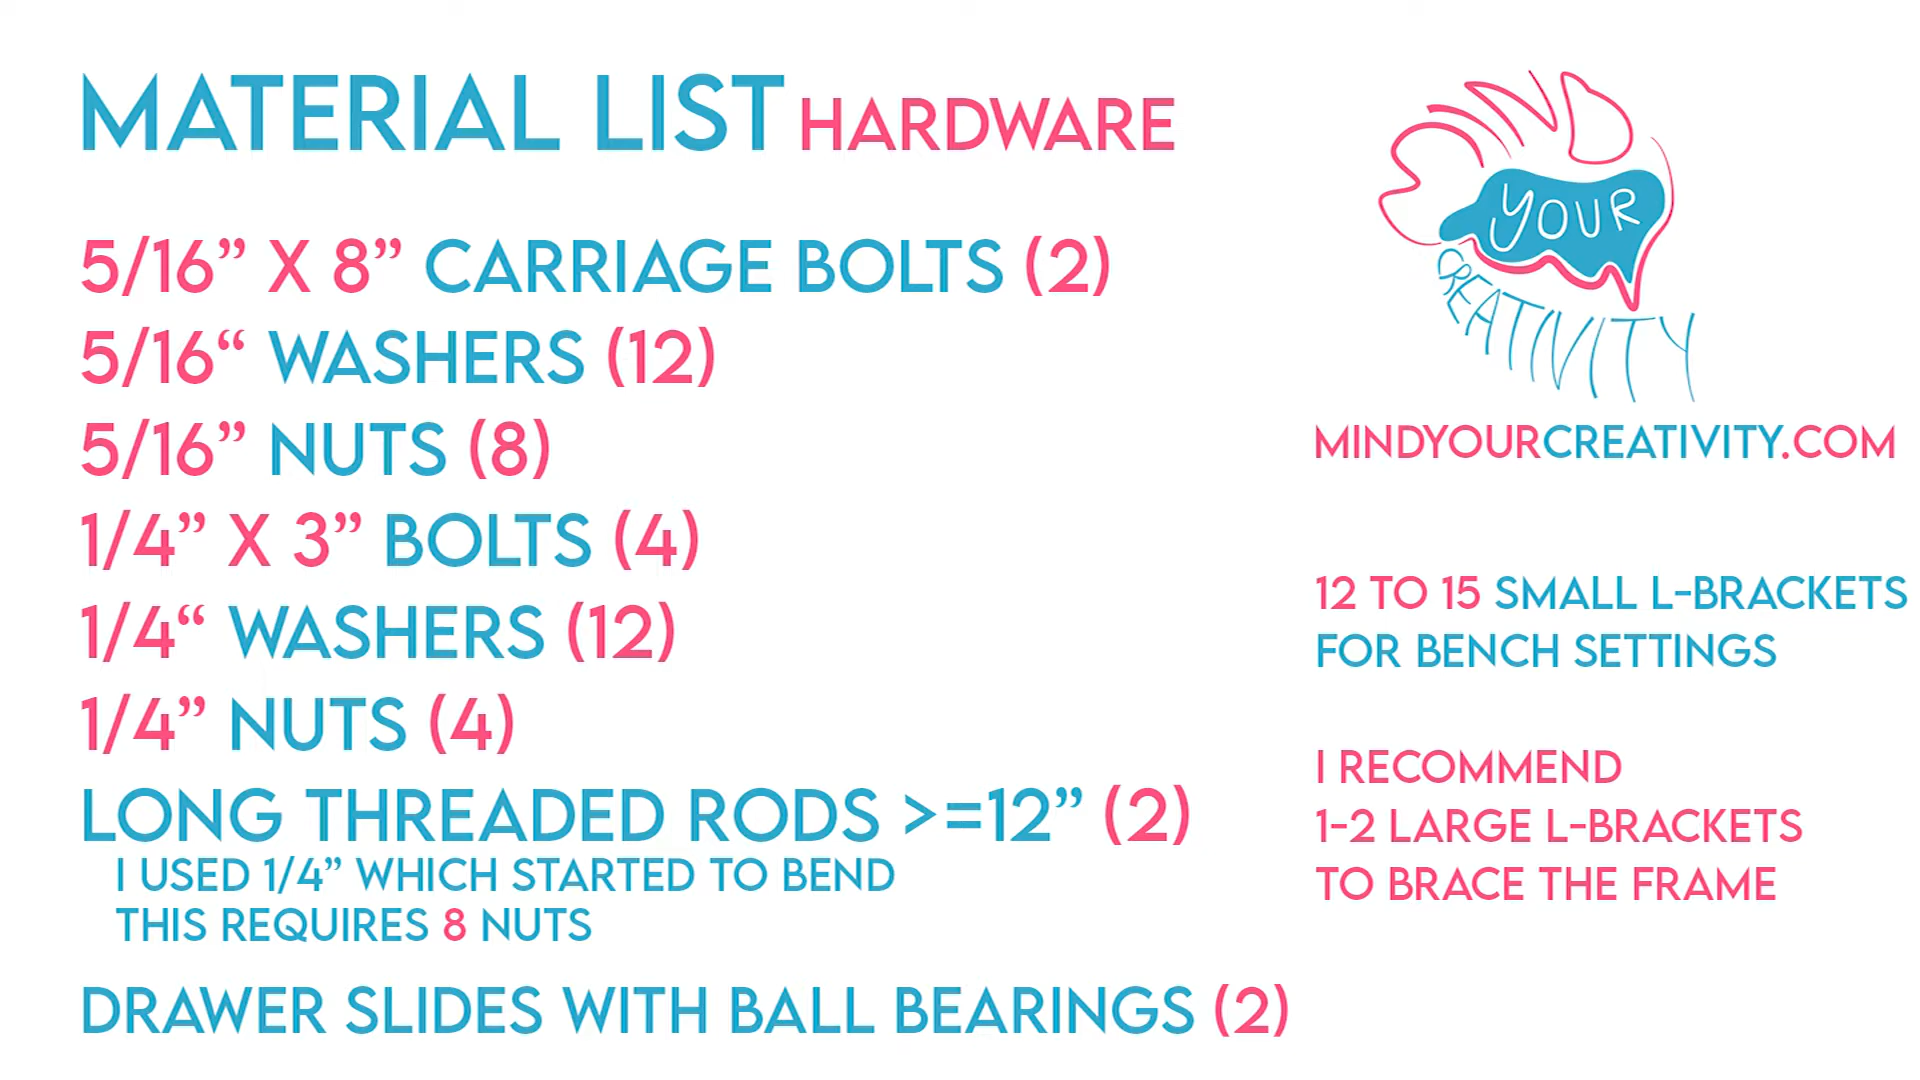 MATERIAL LIST HARDWARE
5/16” X 8” CARRIAGE BOLTS (2)
5/16“ WASHERS (12)
5/16” NUTS (8)
1/4” X 3” BOLTS (4)
1/4“ WASHERS (12)
1/4” NUTS (4)
LONG THREADED RODS >=12” (2)
I USED 1/4” WHICH STARTED TO BEND
THIS REQUIRES 8 NUTS
DRAWER SLIDES WITH BALL BEARINGS (2)
MIND
YOUR
CREATIVITY
MINDYOURCREATIVITY.COM
12 TO 15 SMALL L-BRACKETS
FOR BENCH SETTINGS
I RECOMMEND
1-2 LARGE L-BRACKETS
TO BRACE THE FRAME